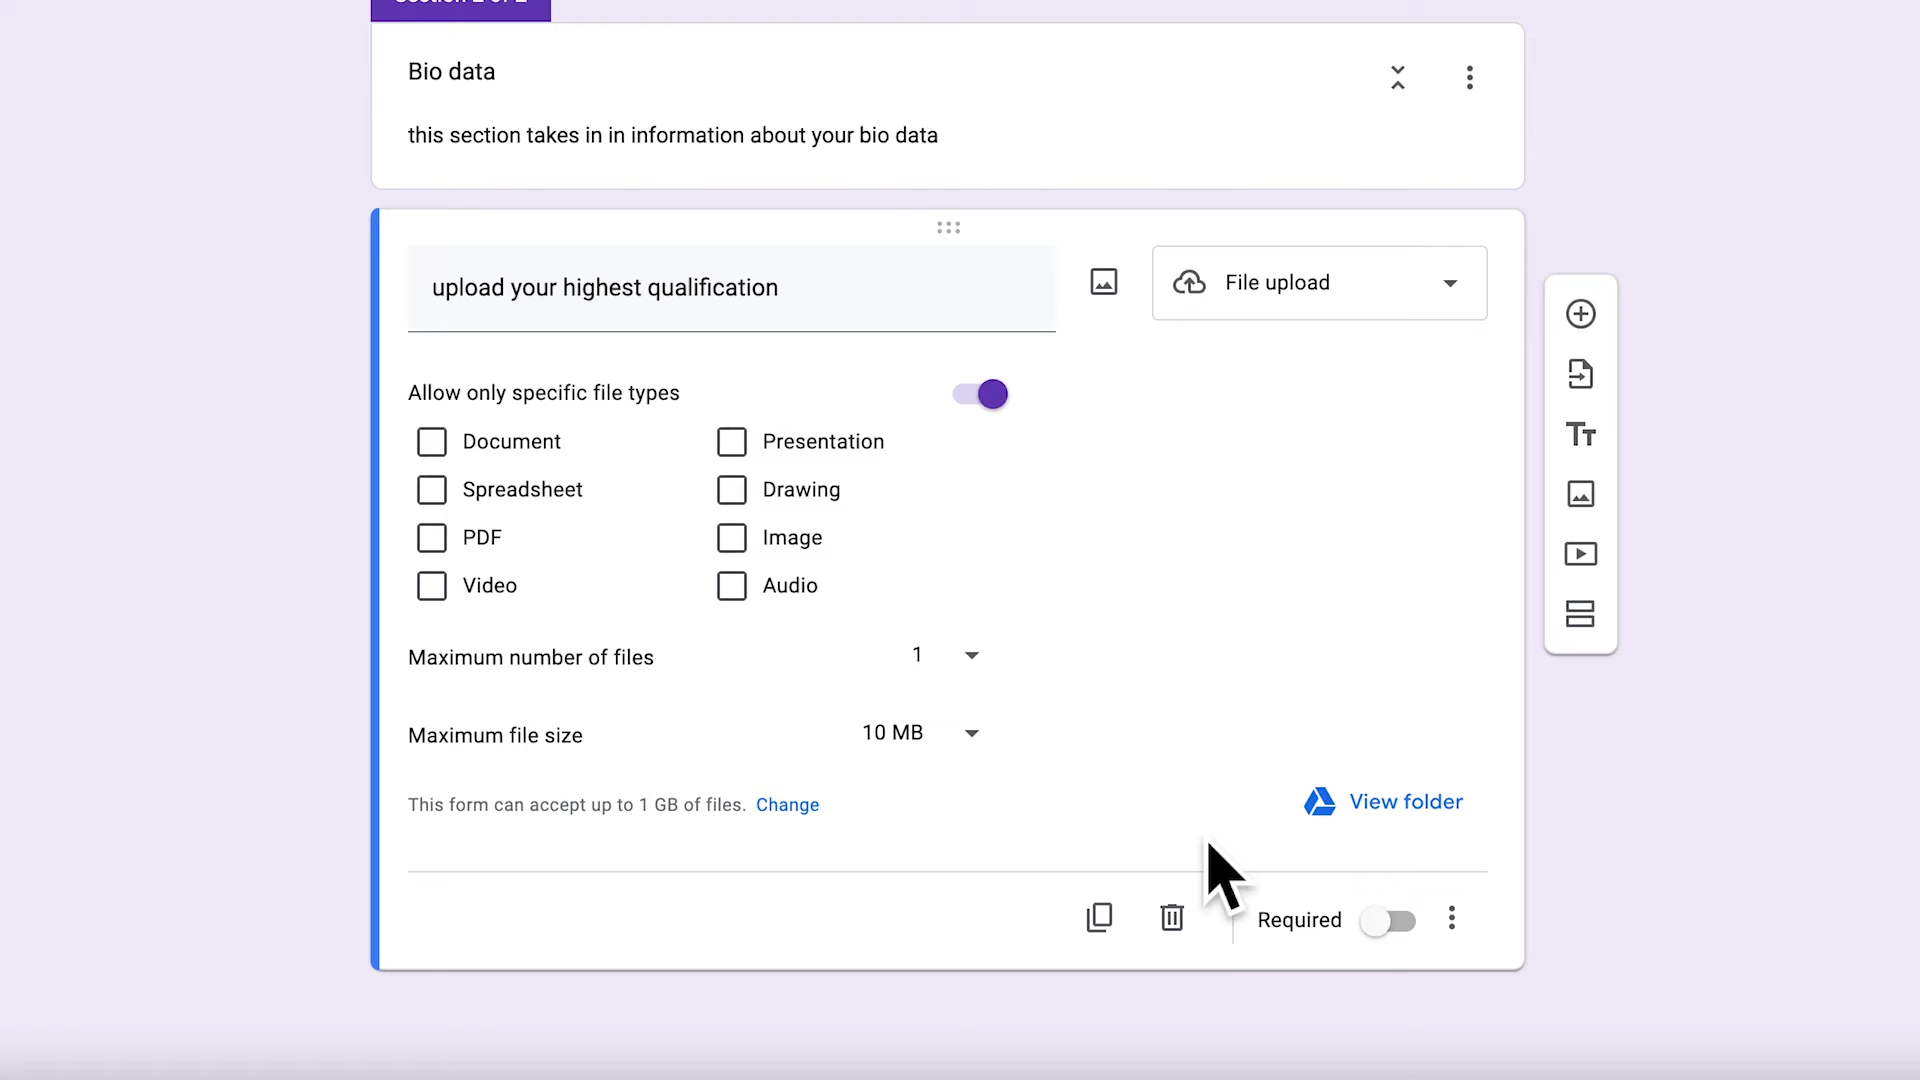 Bio data
this section takes in in information about your bio data
upload your highest qualification
File upload
Allow only specific file types
Document
Presentation
Spreadsheet
Drawing
PDF
Image
Video
Audio
Maximum number of files
1
Maximum file size
10 MB
This form can accept up to 1 GB of files. Change
View folder
Required